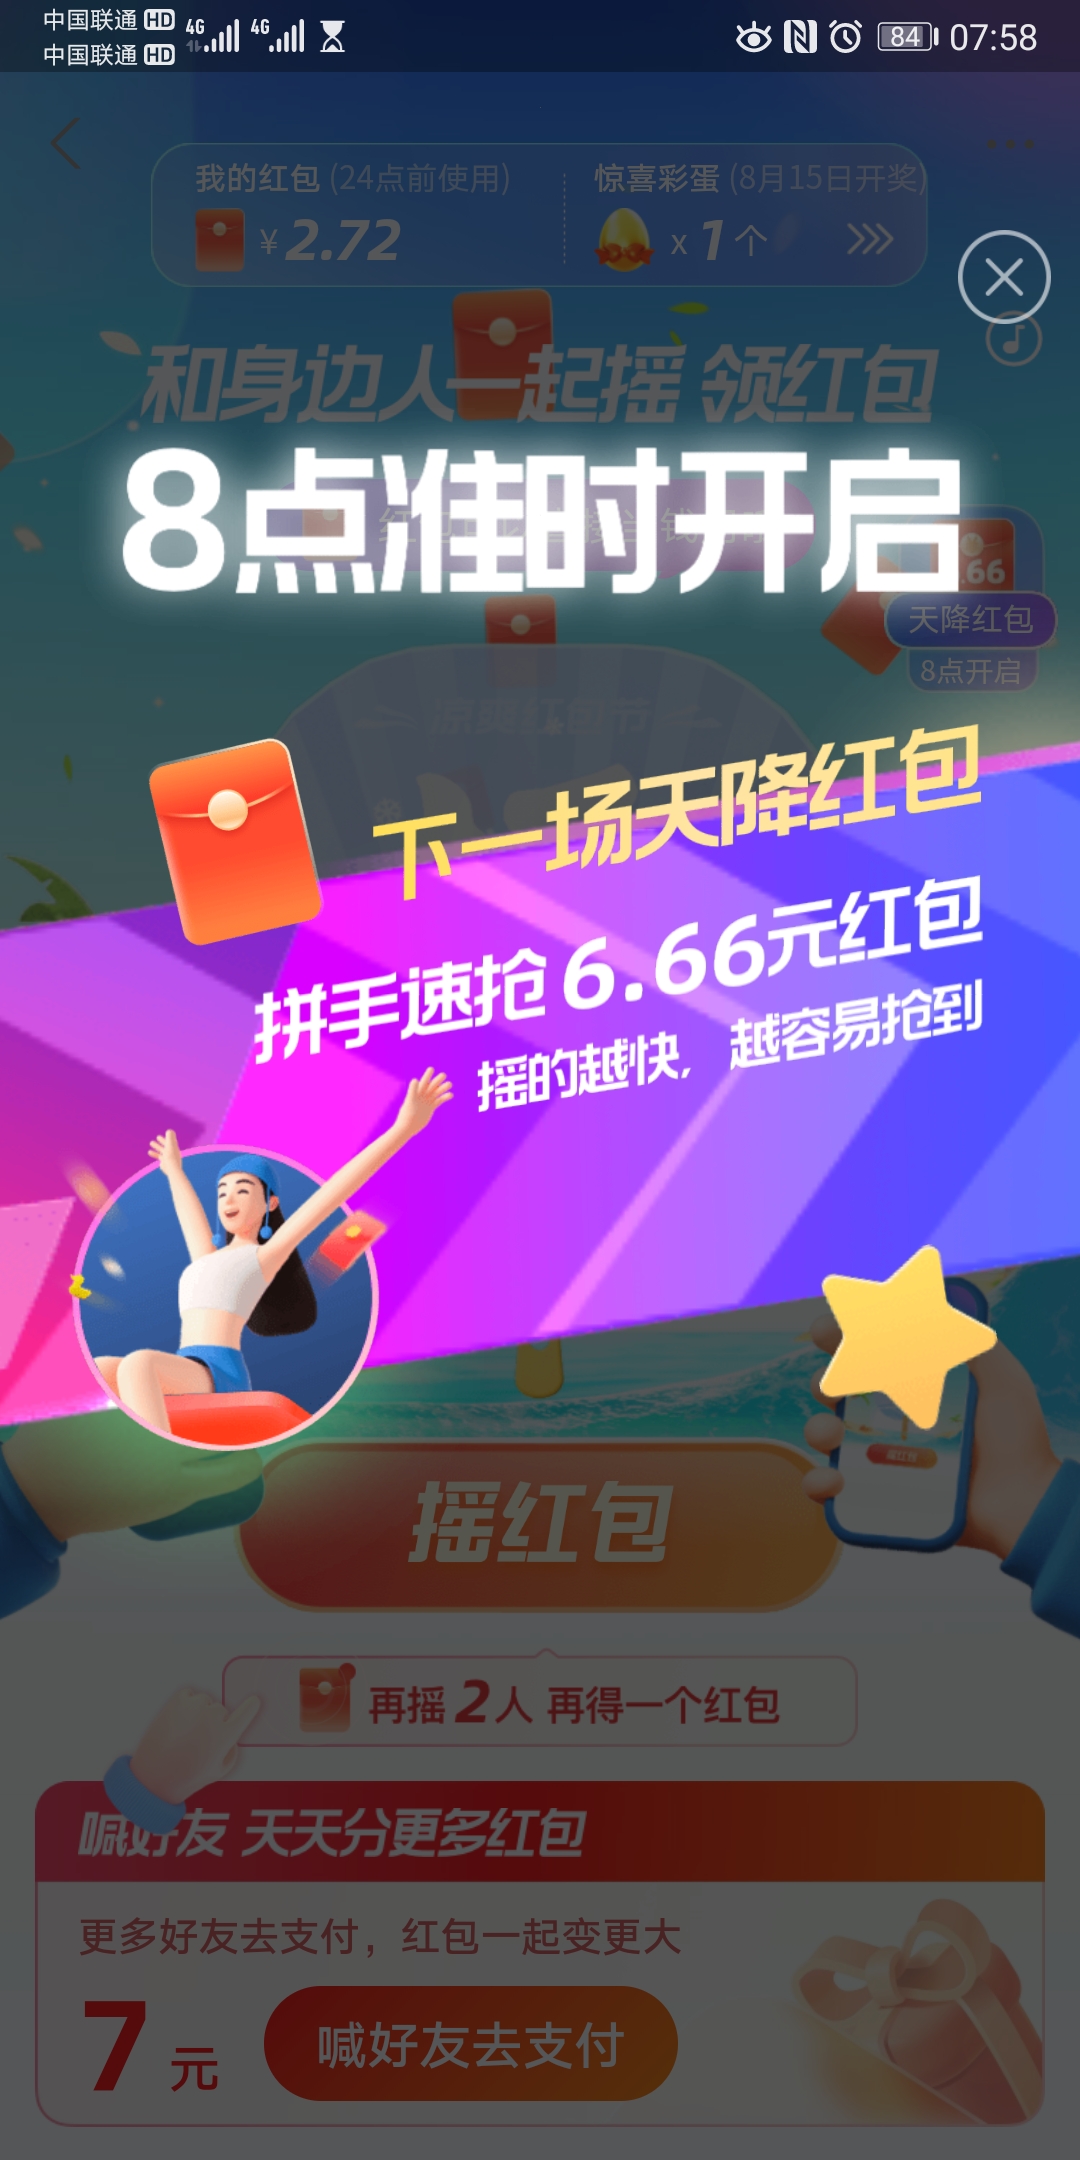 中国联通 HD 4G 4G 84 07:58
中国联通 HD
我的红包 (24点前使用) 惊喜彩蛋 (8月15日开奖)
¥ 2.72 x 1 个
和身边人一起摇 领红包
8点准时开启
.66
天降红包
8点开启
凉爽红包节
下一场天降红包
拼手速抢6.66元红包
摇的越快, 越容易抢到
摇红包
再摇2人 再得一个红包
喊好友 天天分更多红包
更多好友去支付，红包一起变更大
7 元 喊好友去支付